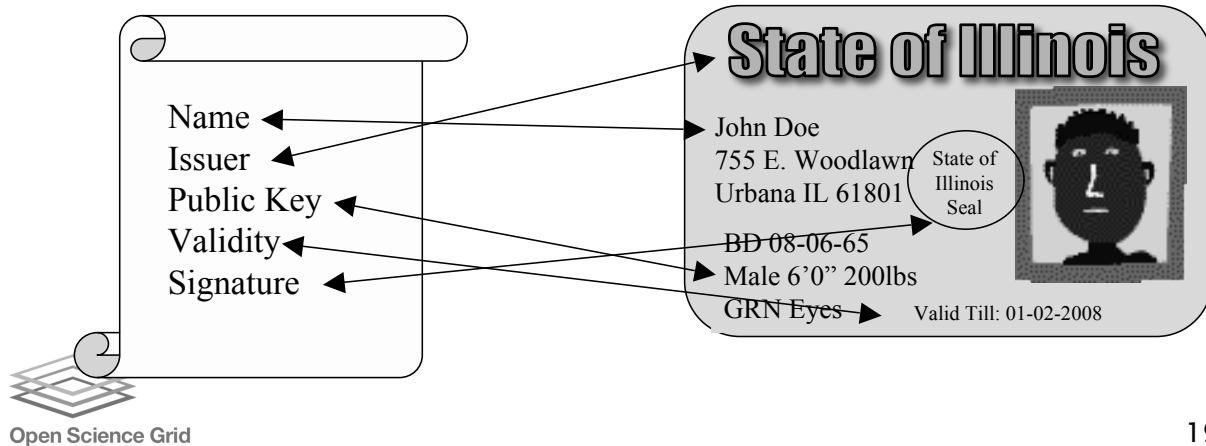 Name
Issuer
Public Key
Validity
Signature
State of Illinois
John Doe
755 E. Woodlawn
Urbana IL 61801
State of
Illinois
Seal
BD 08-06-65
Male 6’0” 200lbs
GRN Eyes
Valid Till: 01-02-2008
Open Science Grid